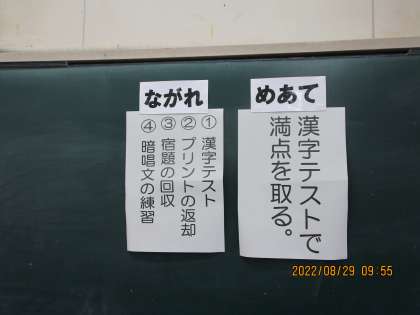 めあて
漢字テストで
満点を取る。
ながれ
① 漢字テスト
② プリントの返却
③ 宿題の回収
④ 暗唱文の練習
2022/08/29 09:55